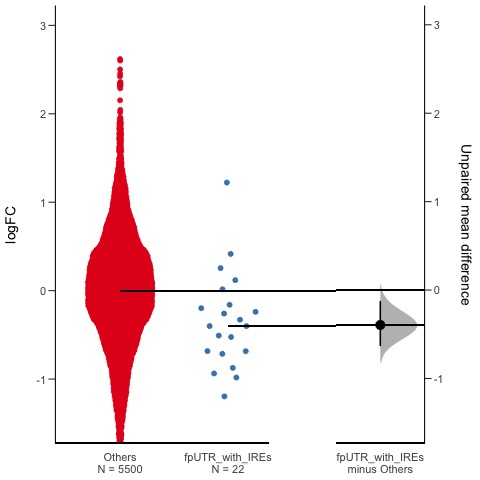 logFC
3
2
1
0
-1
Others
N = 5500
fpUTR_with_IREs
N = 22
fpUTR_with_IREs
minus Others
3
2
1
0
-1
Unpaired mean difference